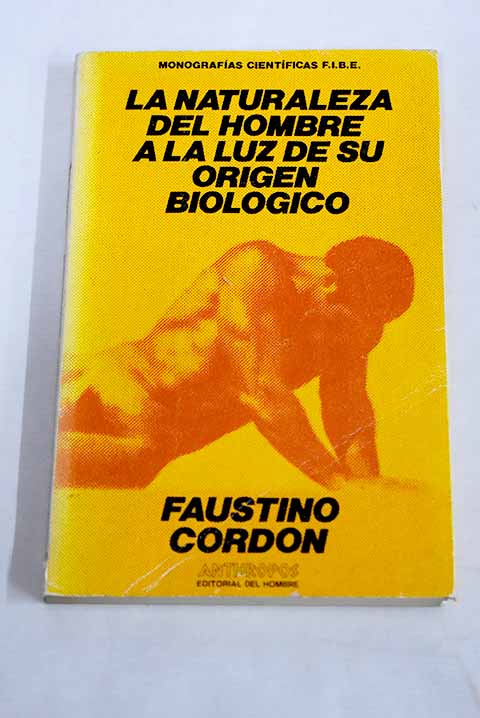 MONOGRAFÍAS CIENTÍFICAS F.I.B.E.
LA NATURALEZA
DEL HOMBRE
A LA LUZ DE SU
ORIGEN
BIOLOGICO
FAUSTINO
CORDON
ANTHROPOS
EDITORIAL DEL HOMBRE